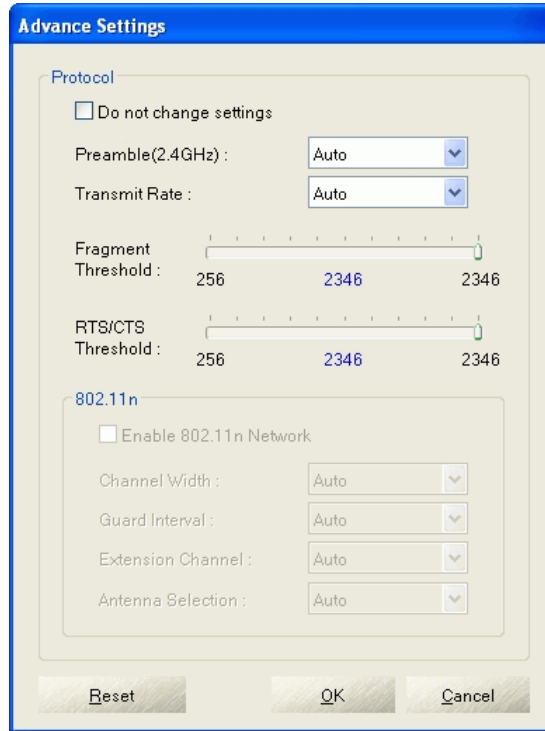 Advance Settings
Protocol
Do not change settings
Preamble(2.4GHz) : Auto
Transmit Rate : Auto
Fragment
Threshold :
256 2346 2346
RTS/CTS
Threshold :
256 2346 2346
802.11n
Enable 802.11n Network
Channel Width : Auto
Guard Interval : Auto
Extension Channel : Auto
Antenna Selection : Auto
Reset OK Cancel